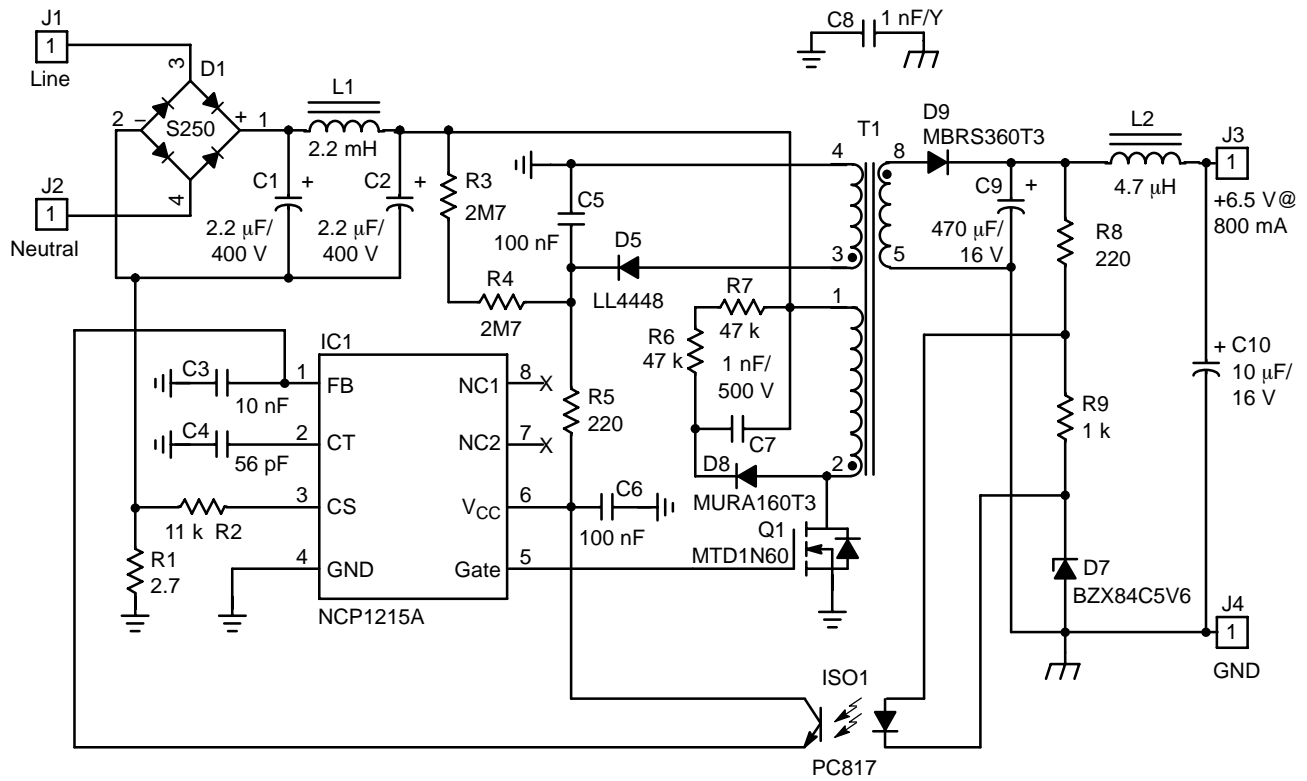 J1
1
Line
J2
1
Neutral
3
D1
2
–
S250
+
1
4
L1
2.2 mH
C1
+
2.2 μF/
400 V
C2
+
2.2 μF/
400 V
R3
2M7
R4
2M7
C5
100 nF
D5
LL4448
C8
1 nF/Y
T1
4
3
1
2
8
5
D9
MBRS360T3
C9
+
470 μF/
16 V
L2
4.7 μH
J3
1
+6.5 V@
800 mA
R8
220
R9
1 k
+ C10
10 μF/
16 V
R7
47 k
R6
47 k
1 nF/
500 V
C7
D8
MURA160T3
Q1
MTD1N60
IC1
C3
10 nF
1
FB
C4
56 pF
2
CT
3
CS
11 k R2
4
GND
R1
2.7
NC1
8
X
NC2
7
X
VCC
6
Gate
5
NCP1215A
R5
220
C6
100 nF
D7
BZX84C5V6
J4
1
GND
ISO1
PC817